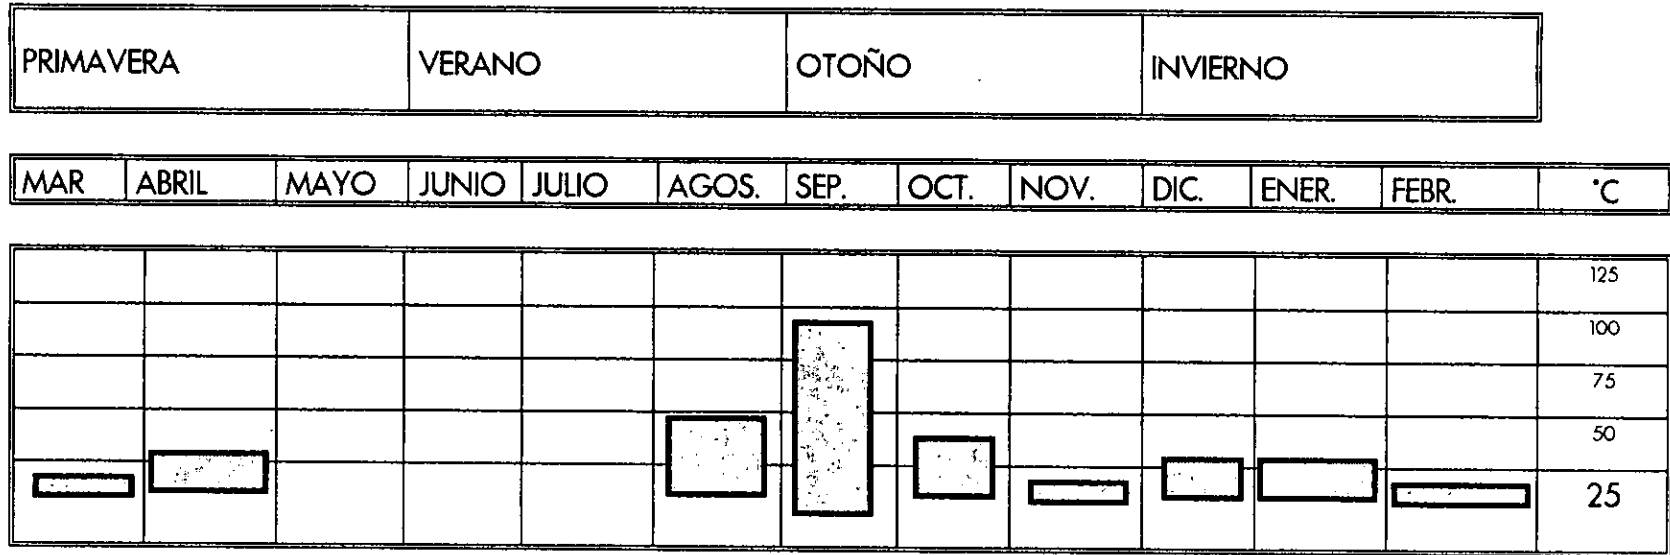 PRIMAVERA VERANO OTOÑO INVIERNO
MAR ABRIL MAYO JUNIO JULIO AGOS. SEP. OCT. NOV. DIC. ENER. FEBR. °C
125
100
75
50
25